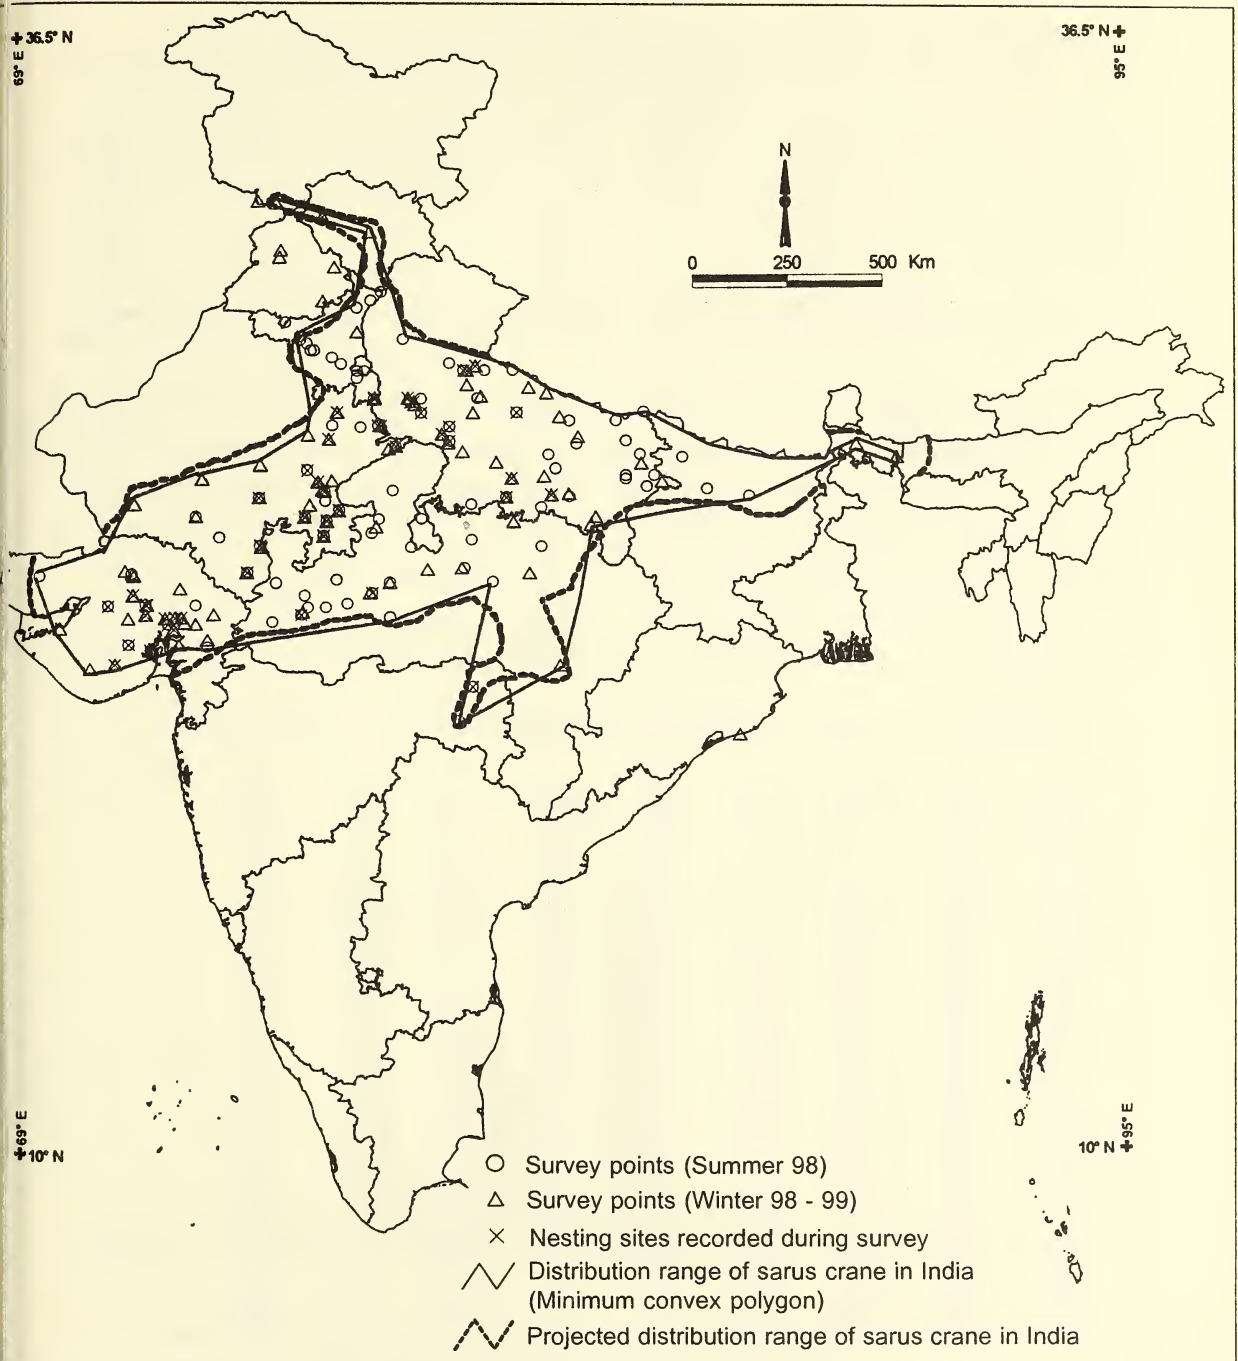 36.5° N
69° E
36.5° N
95° E
N
0 250 500 Km
69° E
10° N
95° E
10° N
Survey points (Summer 98)
Survey points (Winter 98 - 99)
Nesting sites recorded during survey
Distribution range of sarus crane in India
(Minimum convex polygon)
Projected distribution range of sarus crane in India